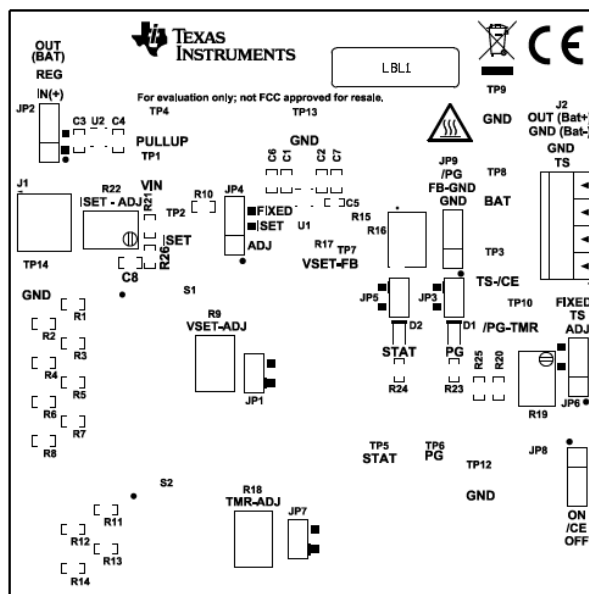 OUT
(BAT)
REG
IN(+)
JP2
TEXAS
INSTRUMENTS
LBL1
TP9
For evaluation only; not FCC approved for resale.
C3 U2 C4
TP4
TP13
GND
J2
OUT (Bat+)
GND (Bat-)
GND
TS
PULLUP
TP1
GND
C6 C1 C2 C7
JP9
/PG
FB-GND
GND
TP8
BAT
J1
R22
ISET - ADJ
VIN
R21
TP2
R10
JP4
FIXED
ISET
ADJ
U1
C5
R15
R16
R17
TP7
VSET-FB
TP3
TS-/CE
TP14
ISET
R26
C8
GND
S1
TP10
FIXED
TS
ADJ
R1
R2
R3
R4
R5
R6
R7
R8
R9
VSET-ADJ
JP1
JP5
JP3
D2
D1
/PG-TMR
STAT
PG
R24
R23
R25
R20
R19
JP6
TP5
STAT
TP6
PG
TP12
GND
JP8
ON
/CE
OFF
S2
R18
TMR-ADJ
JP7
R11
R12
R13
R14